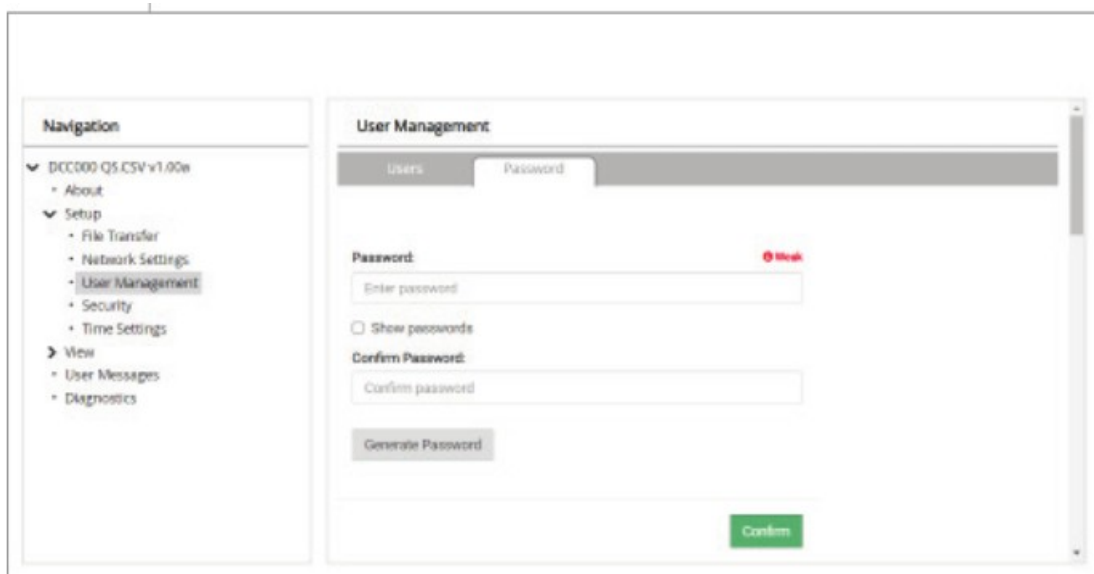 Navigation
DCC000 QS.CSV v1.00w
About
Setup
File Transfer
Network Settings
User Management
Security
Time Settings
View
User Messages
Diagnostics
User Management
Users
Password
Password:
Weak
Enter password
Show passwords
Confirm Password:
Confirm password
Generate Password
Confirm